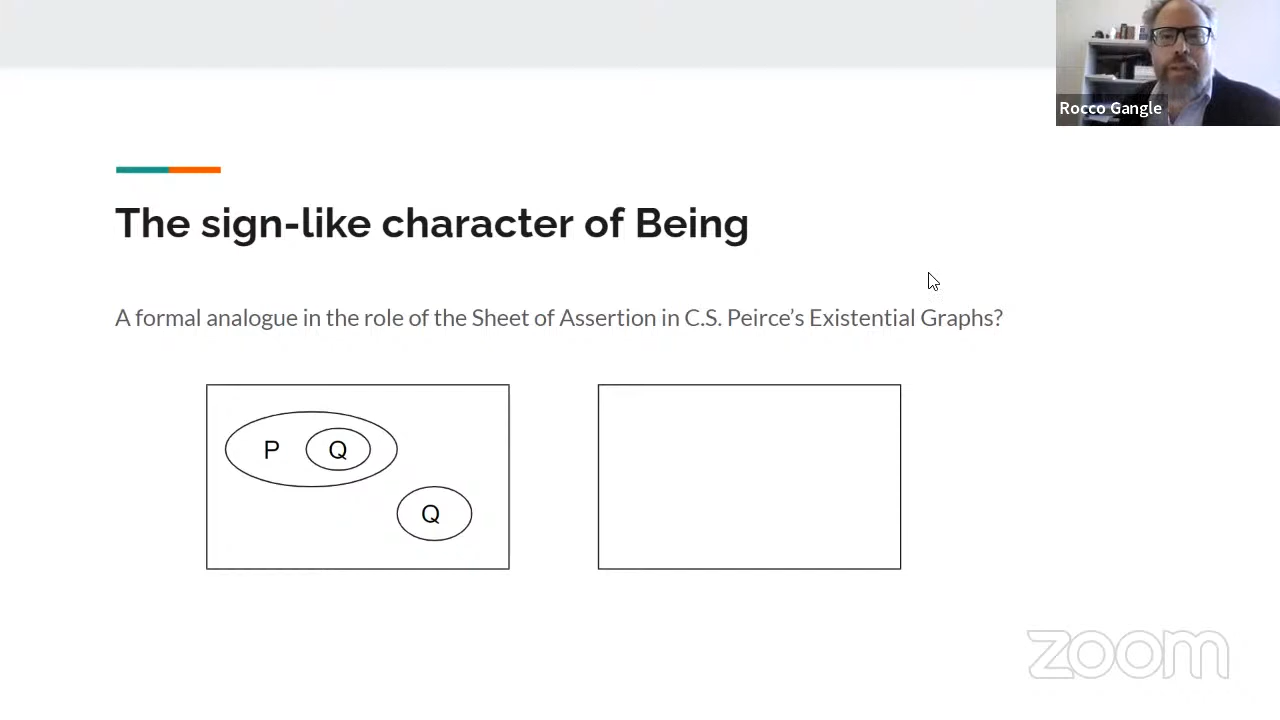 Rocco Gangle
The sign-like character of Being
A formal analogue in the role of the Sheet of Assertion in C.S. Peirce’s Existential Graphs?
P Q
Q
zoom